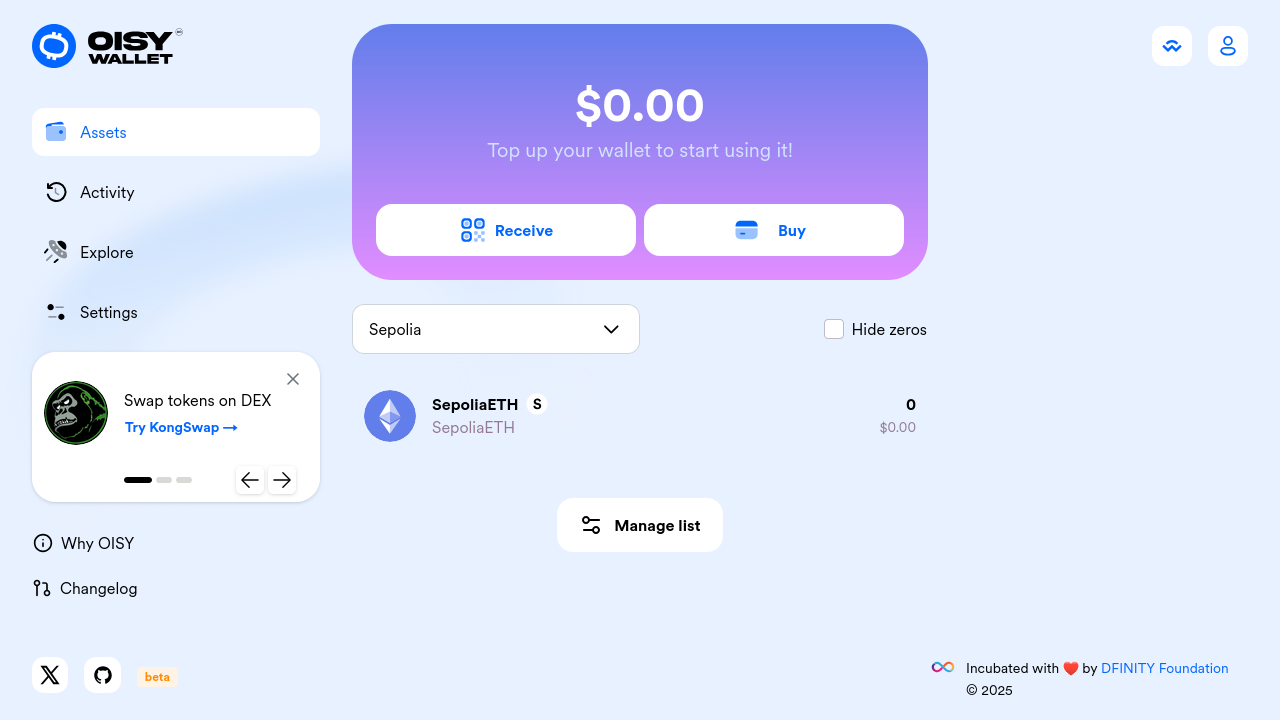 OISY
WALLET
Assets
Activity
Explore
Settings
Swap tokens on DEX
Try KongSwap →
Why OISY
Changelog
beta
$0.00
Top up your wallet to start using it!
Receive
Buy
Sepolia
Hide zeros
SepoliaETH S
SepoliaETH
0
$0.00
Manage list
Incubated with ❤️ by DFINITY Foundation
© 2025